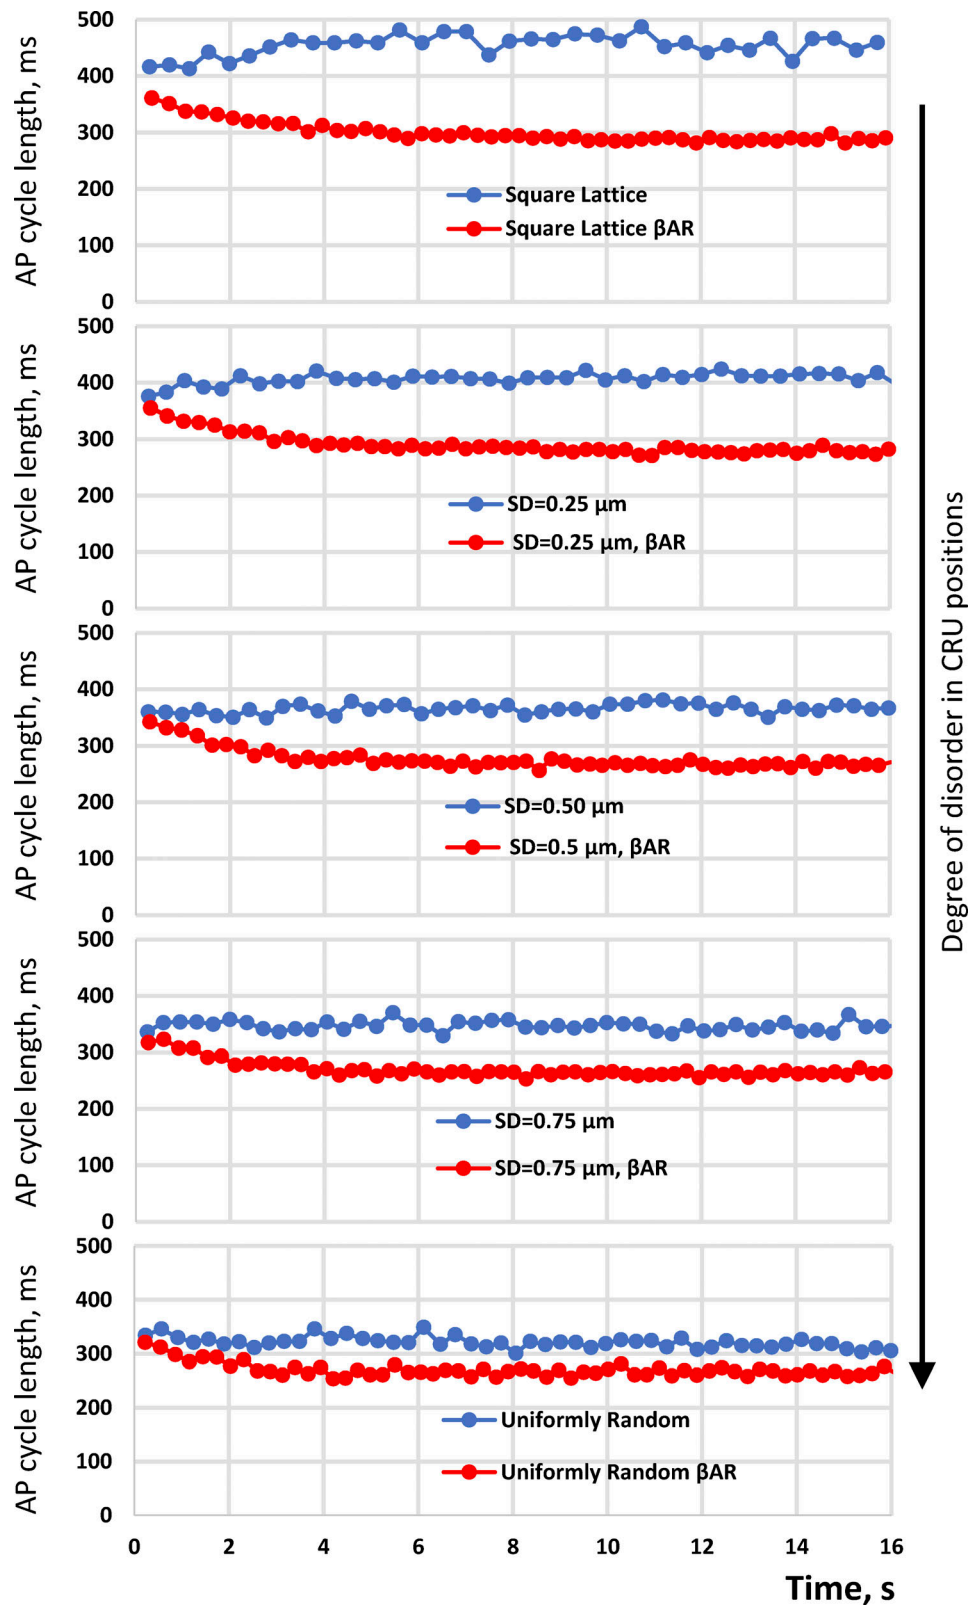 AP cycle length, ms
500
400
300
200
100
0
Square Lattice
Square Lattice βAR
AP cycle length, ms
500
400
300
200
100
0
SD=0.25 μm
SD=0.25 μm, βAR
AP cycle length, ms
500
400
300
200
100
0
SD=0.50 μm
SD=0.5 μm, βAR
AP cycle length, ms
500
400
300
200
100
0
SD=0.75 μm
SD=0.75 μm, βAR
AP cycle length, ms
500
400
300
200
100
0
Uniformly Random
Uniformly Random βAR
0 2 4 6 8 10 12 14 16
Time, s
Degree of disorder in CRU positions